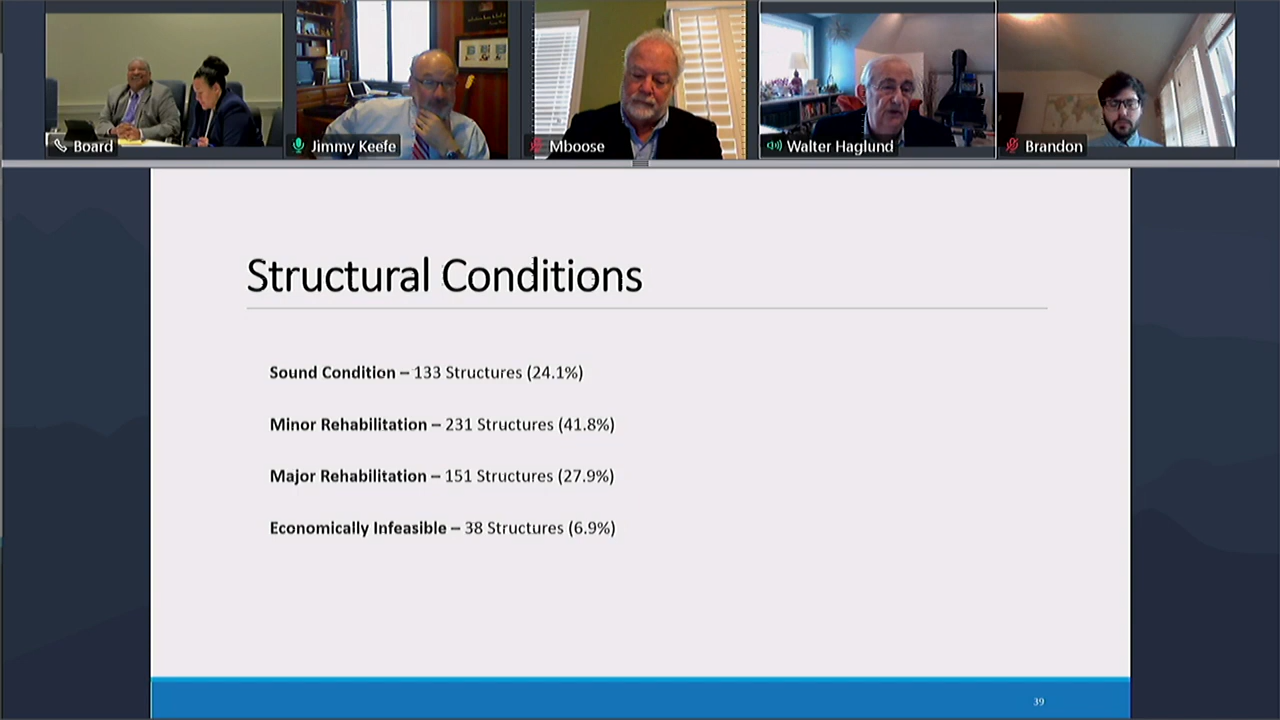 Board
Jimmy Keefe
Mboose
Walter Haglund
Brandon
Structural Conditions
Sound Condition – 133 Structures (24.1%)
Minor Rehabilitation – 231 Structures (41.8%)
Major Rehabilitation – 151 Structures (27.9%)
Economically Infeasible – 38 Structures (6.9%)
39